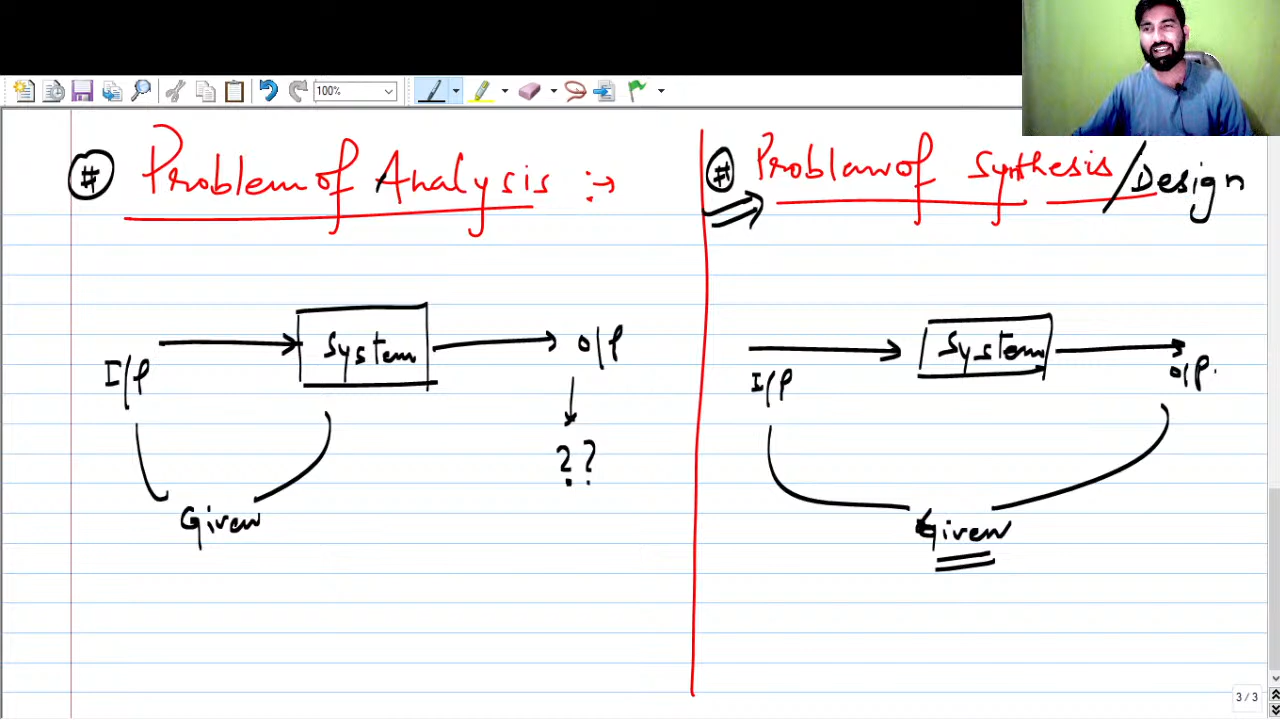 100%
# Problem of Analysis :→
I/P
System
O/P
??
Given
# Problem of Synthesis / Design
I/P
System
O/P.
Given
3 / 3